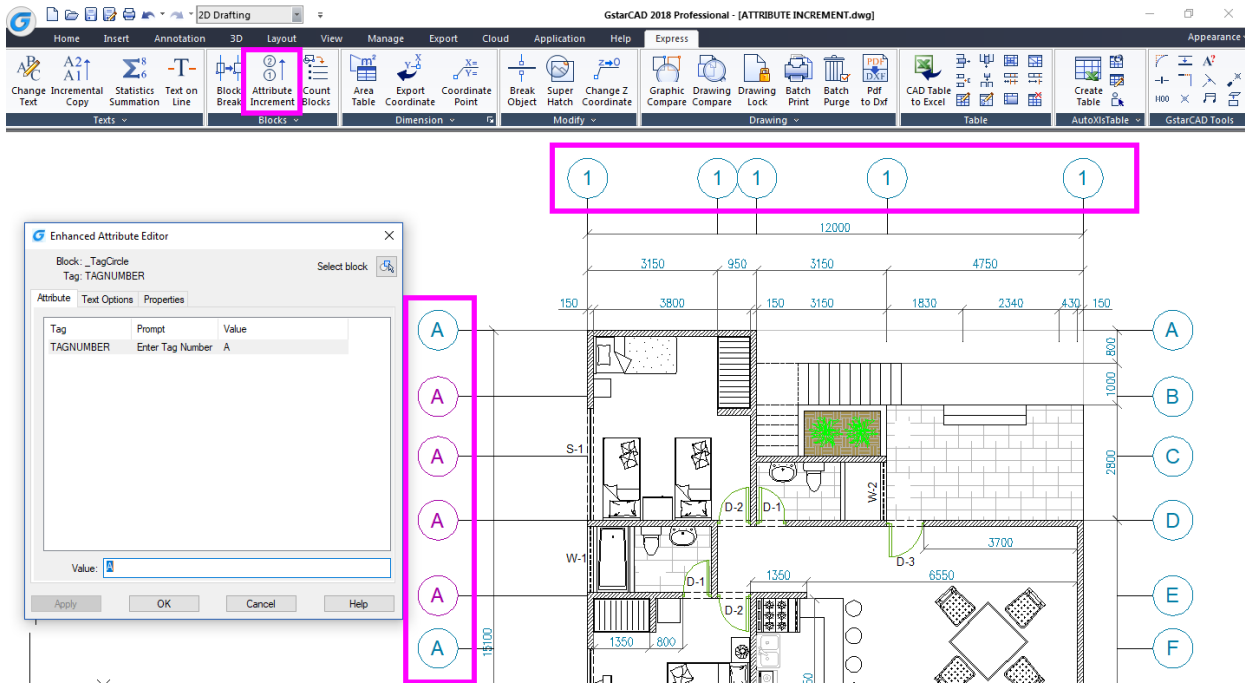 2D Drafting
GstarCAD 2018 Professional - [ATTRIBUTE INCREMENT.dwg]
Home Insert Annotation 3D Layout View Manage Export Cloud Application Help Express Appearance
Change Text
Incremental Copy
Statistics Summation
Text on Line
Block Break
Attribute Increment
Count Blocks
Area Table
Export Coordinate
Coordinate Point
Break Object
Super Hatch
Change Z Coordinate
Graphic Compare
Drawing Compare
Drawing Lock
Batch Print
Batch Purge
Pdf to Dxf
CAD Table to Excel
Create Table
Texts Blocks Dimension Modify Drawing Table AutoXlsTable GstarCAD Tools
1 1 1 1 1
12000
3150 950 3150 4750
150 3800 150 3150 1830 2340 430 150
Enhanced Attribute Editor
Block: _TagCircle
Tag: TAGNUMBER
Select block
Attribute Text Options Properties
Tag Prompt Value
TAGNUMBER Enter Tag Number A
Value: A
Apply OK Cancel Help
A A
800
A 1000 B
A S-1 2800 C
W-2
D-2 D-1
A D
3700
W-1 D-3
1350 6550
D-1
A E
D-2
A 15100 1350 800 F